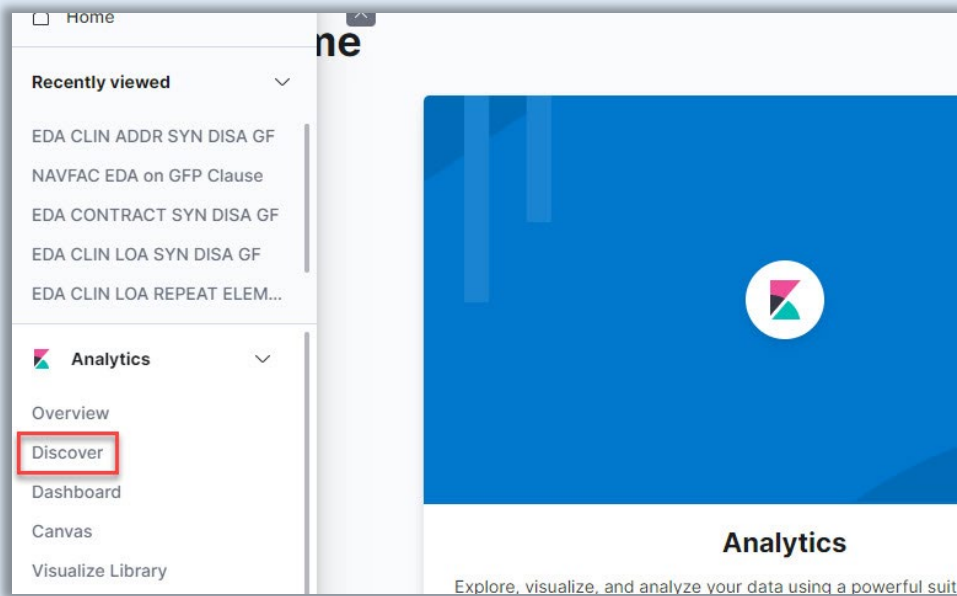 Home
me
Recently viewed
EDA CLIN ADDR SYN DISA GF
NAVFAC EDA on GFP Clause
EDA CONTRACT SYN DISA GF
EDA CLIN LOA SYN DISA GF
EDA CLIN LOA REPEAT ELEM...
Analytics
Overview
Discover
Dashboard
Canvas
Visualize Library
Analytics
Explore, visualize, and analyze your data using a powerful suit